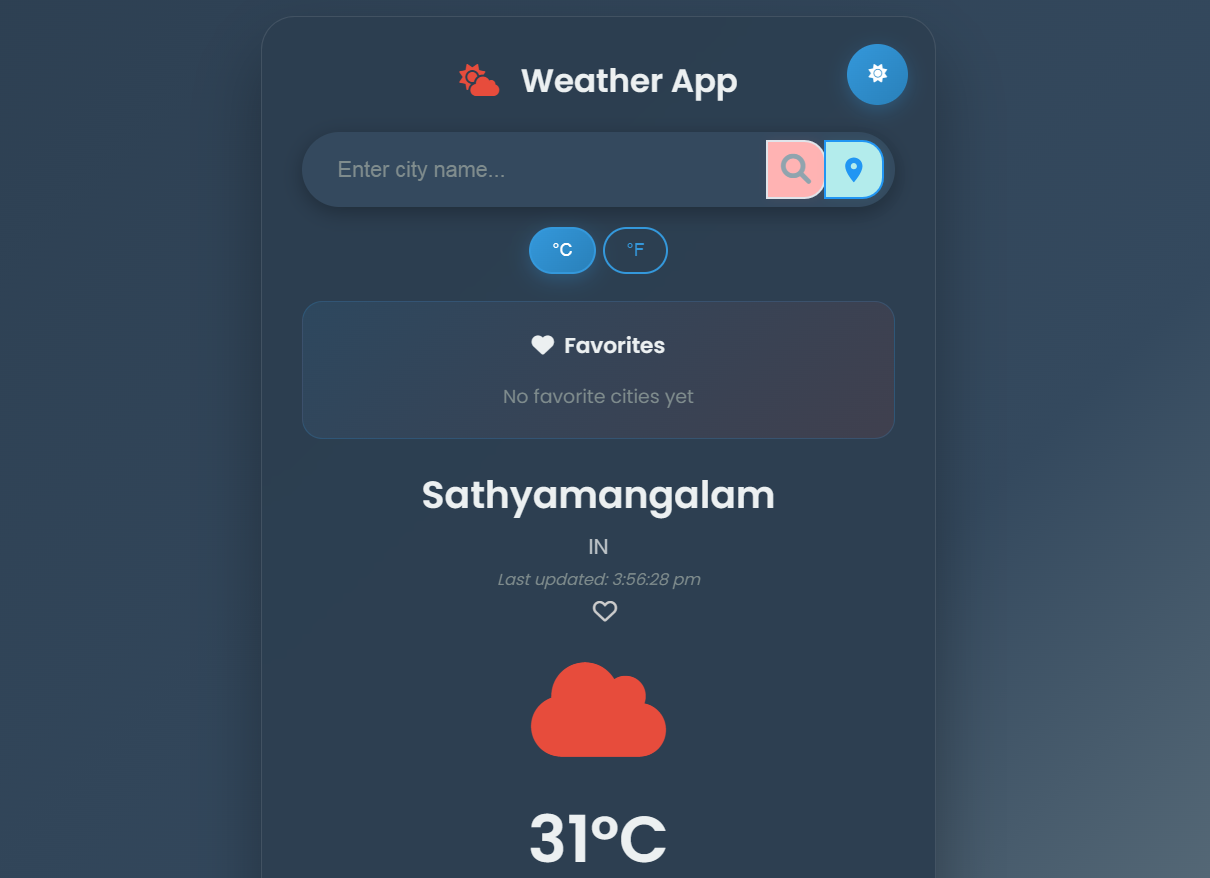 Weather App
Enter city name...
°C °F
Favorites
No favorite cities yet
Sathyamangalam
IN
Last updated: 3:56:28 pm
31°C